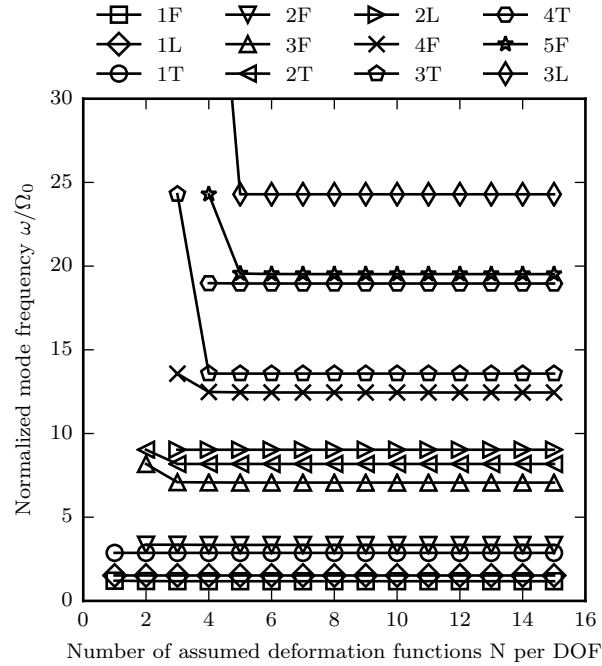 1F 2F 2L 4T
1L 3F 4F 5F
1T 2T 3T 3L
30
25
20
15
10
5
0
0 2 4 6 8 10 12 14 16
Normalized mode frequency ω/Ω0
Number of assumed deformation functions N per DOF